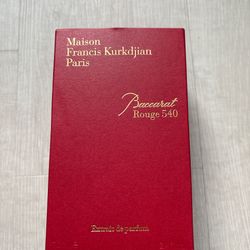 Maison
Francis Kurkdjian
Paris
Baccarat
Rouge 540
Extrait de parfum